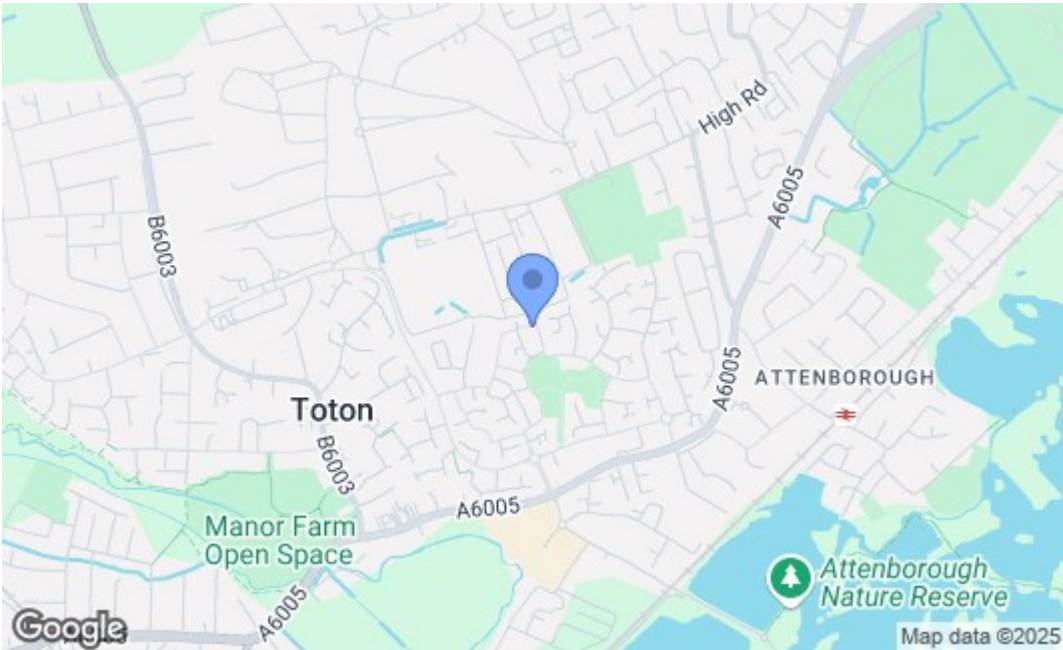 High Rd
A6005
B6003
A6005
ATTENBOROUGH
Toton
B6003
A6005
Manor Farm
Open Space
Attenborough
Nature Reserve
A6005
Google
Map data ©2025